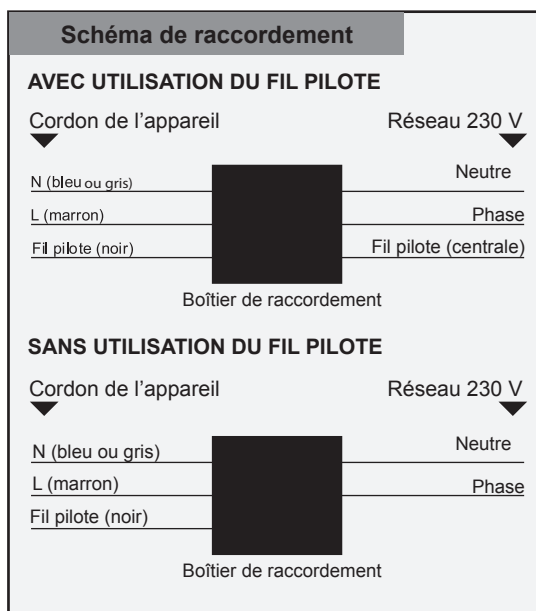 Schéma de raccordement
AVEC UTILISATION DU FIL PILOTE
Cordon de l'appareil Réseau 230 V
N (bleu ou gris) Neutre
L (marron) Phase
Fil pilote (noir) Fil pilote (centrale)
Boîtier de raccordement
SANS UTILISATION DU FIL PILOTE
Cordon de l'appareil Réseau 230 V
N (bleu ou gris) Neutre
L (marron) Phase
Fil pilote (noir)
Boîtier de raccordement